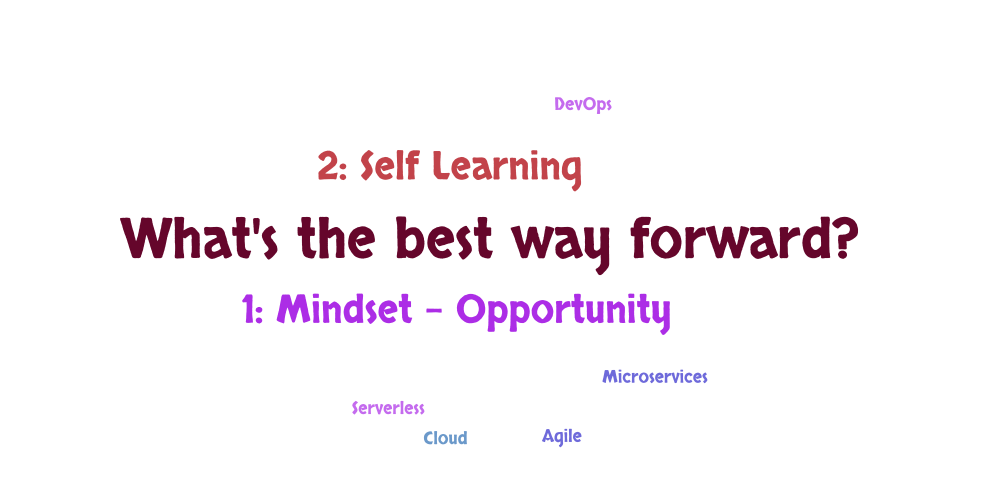 DevOps
2: Self Learning
What's the best way forward?
1: Mindset - Opportunity
Microservices
Serverless
Cloud
Agile